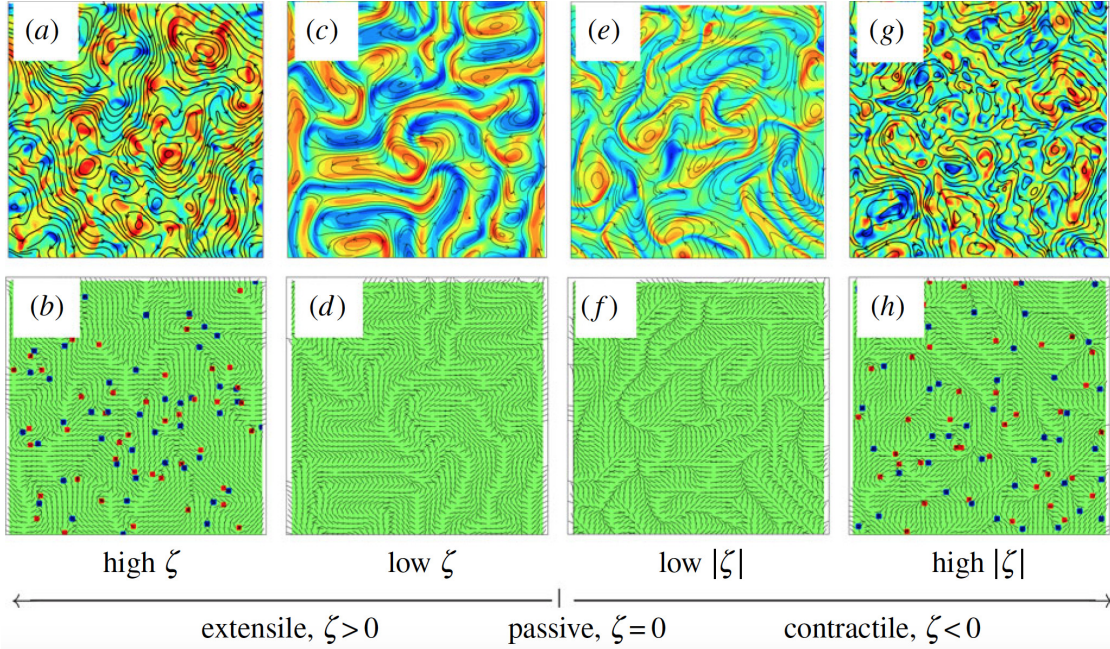 (a) (c) (e) (g)
(b) (d) (f) (h)
high ζ low ζ low |ζ| high |ζ|
extensile, ζ>0 passive, ζ=0 contractile, ζ<0